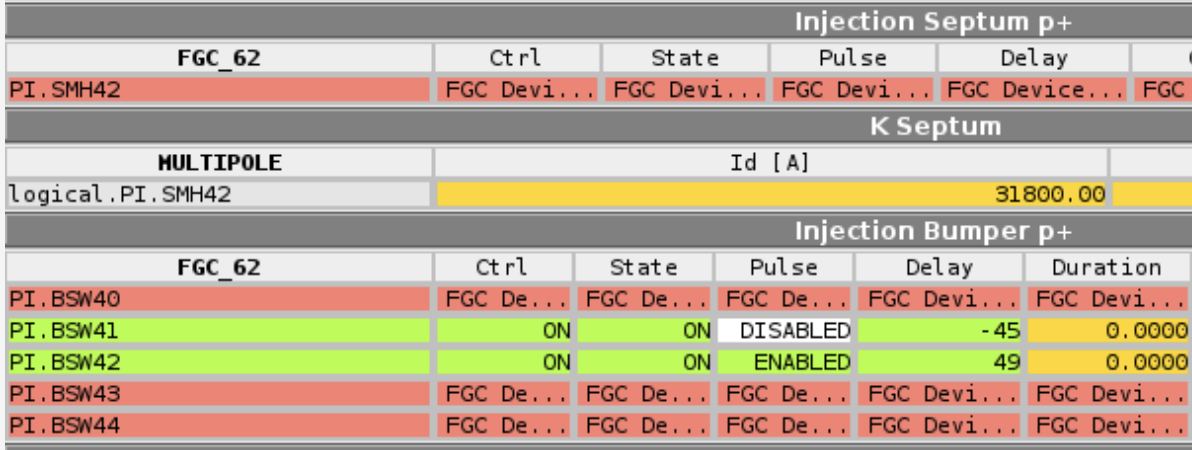 Injection Septum p+
FGC_62 Ctrl State Pulse Delay
PI.SMH42 FGC Devi... FGC Devi... FGC Devi... FGC Device... FGC
K Septum
MULTIPOLE Id [A]
logical.PI.SMH42 31800.00
Injection Bumper p+
FGC_62 Ctrl State Pulse Delay Duration
PI.BSW40 FGC De... FGC De... FGC De... FGC Devi... FGC Devi...
PI.BSW41 ON ON DISABLED -45 0.0000
PI.BSW42 ON ON ENABLED 49 0.0000
PI.BSW43 FGC De... FGC De... FGC De... FGC Devi... FGC Devi...
PI.BSW44 FGC De... FGC De... FGC De... FGC Devi... FGC Devi...